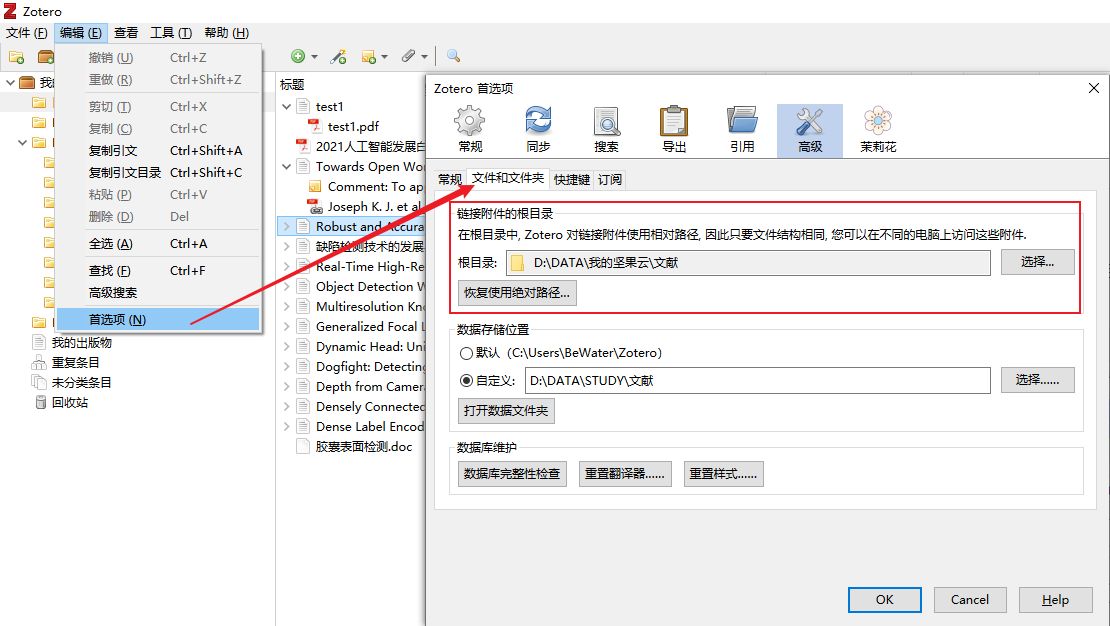 Zotero
文件 (F) 编辑 (E) 查看 工具 (T) 帮助 (H)
撤销 (U) Ctrl+Z
重做 (R) Ctrl+Shift+Z
剪切 (T) Ctrl+X
复制 (C) Ctrl+C
复制引文 Ctrl+Shift+A
复制引文目录 Ctrl+Shift+C
粘贴 (P) Ctrl+V
删除 (D) Del
全选 (A) Ctrl+A
查找 (F) Ctrl+F
高级搜索
首选项 (N)
我的出版物
重复条目
未分类条目
回收站
标题
test1
test1.pdf
2021人工智能发展白
Towards Open Wo
Comment: To ap
Joseph K. J. et al
Robust and Accura
缺陷检测技术的发展
Real-Time High-Re
Object Detection W
Multiresolution Kno
Generalized Focal L
Dynamic Head: Uni
Dogfight: Detecting
Depth from Camera
Densely Connected
Dense Label Encod
胶囊表面检测.doc
Zotero 首选项
常规 同步 搜索 导出 引用 高级 茉莉花
常规 文件和文件夹 快捷键 订阅
链接附件的根目录
在根目录中, Zotero 对链接附件使用相对路径, 因此只要文件结构相同, 您可以在不同的电脑上访问这些附件.
根目录: D:\DATA\我的坚果云\文献 选择...
恢复使用绝对路径...
数据存储位置
默认（C:\Users\BeWater\Zotero）
自定义: D:\DATA\STUDY\文献 选择......
打开数据文件夹
数据库维护
数据库完整性检查 重置翻译器...... 重置样式......
OK Cancel Help